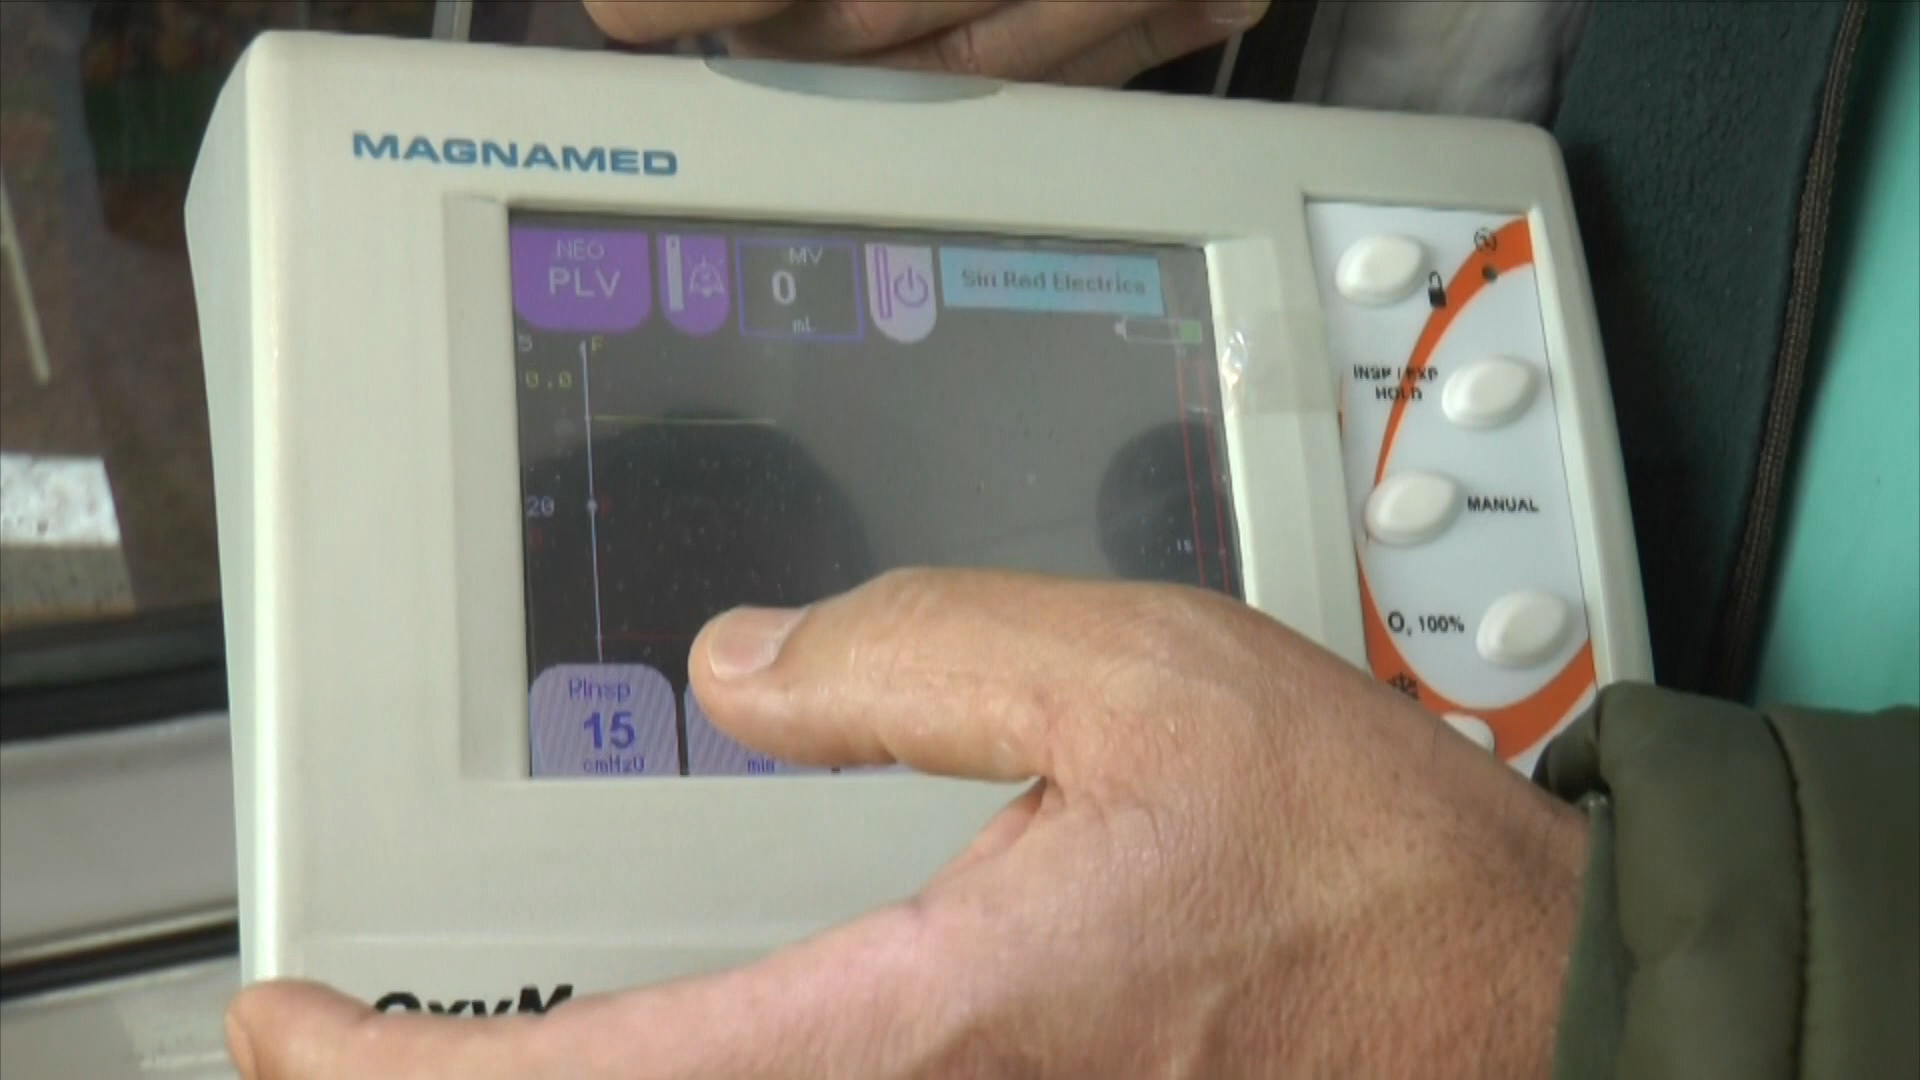 MAGNAMED
NEO
PLV
MV
0
mL
Sin Red Electrica
5
F
0.0
20
15
PInsp
15
cmH2O
min
INSP / EXP
HOLD
MANUAL
O2 100%
OxyM